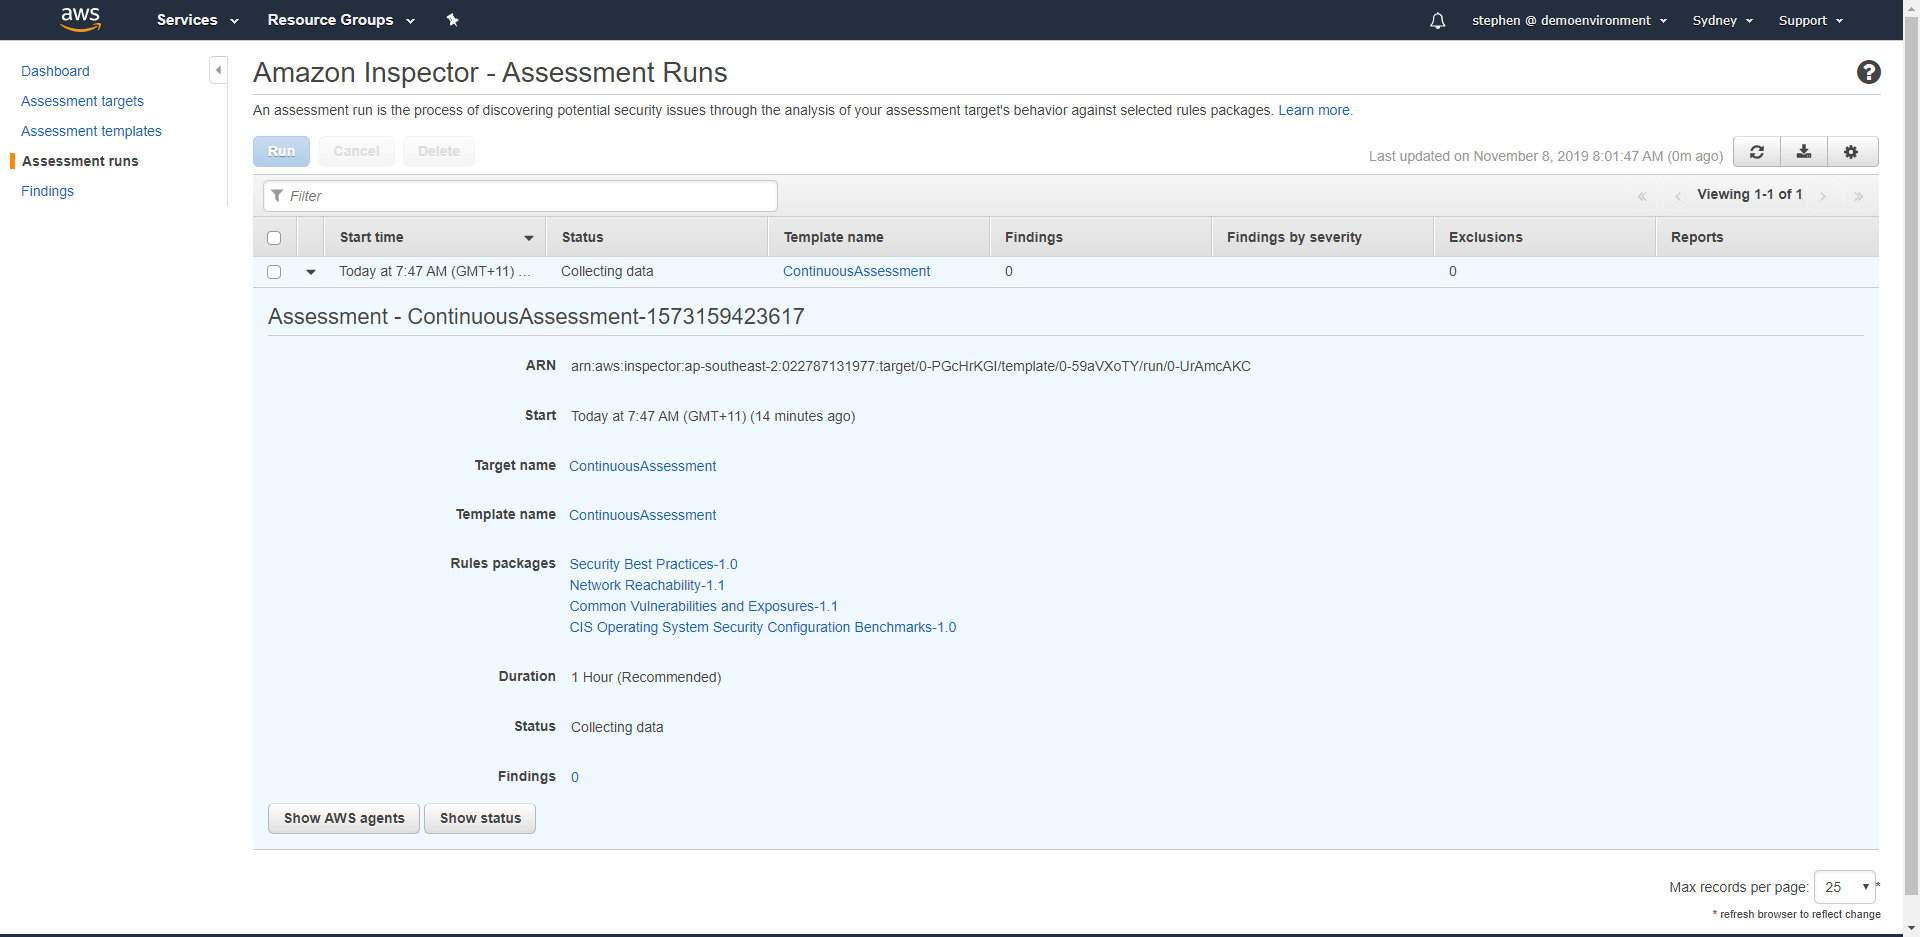 aws Services Resource Groups stephen @ demoenvironment Sydney Support
Dashboard
Assessment targets
Assessment templates
Assessment runs
Findings
Amazon Inspector - Assessment Runs
An assessment run is the process of discovering potential security issues through the analysis of your assessment target's behavior against selected rules packages. Learn more.
Run Cancel Delete
Last updated on November 8, 2019 8:01:47 AM (0m ago)
Filter
« ‹ Viewing 1-1 of 1 › »
Start time Status Template name Findings Findings by severity Exclusions Reports
Today at 7:47 AM (GMT+11) ... Collecting data ContinuousAssessment 0 0
Assessment - ContinuousAssessment-1573159423617
ARN arn:aws:inspector:ap-southeast-2:022787131977:target/0-PGcHrKGI/template/0-59aVXoTY/run/0-UrAmcAKC
Start Today at 7:47 AM (GMT+11) (14 minutes ago)
Target name ContinuousAssessment
Template name ContinuousAssessment
Rules packages Security Best Practices-1.0
Network Reachability-1.1
Common Vulnerabilities and Exposures-1.1
CIS Operating System Security Configuration Benchmarks-1.0
Duration 1 Hour (Recommended)
Status Collecting data
Findings 0
Show AWS agents Show status
Max records per page: 25 *
* refresh browser to reflect change